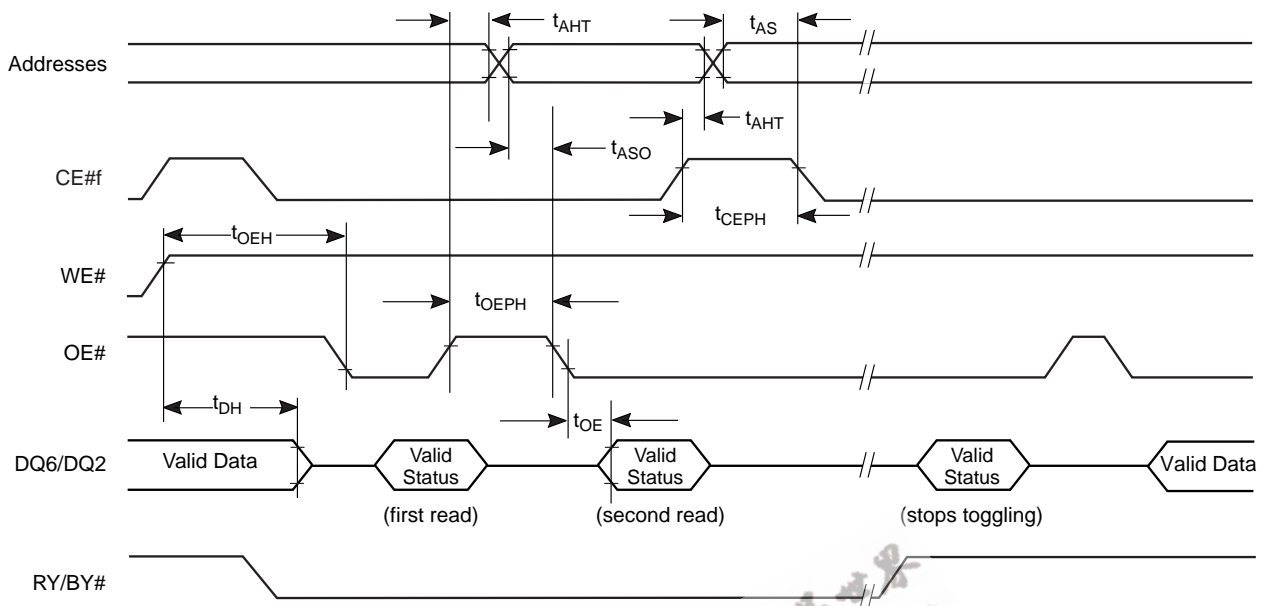 tAHT
tAS
Addresses
tAHT
tASO
CE#f
tCEPH
tOEH
WE#
tOEPH
OE#
tDH
tOE
DQ6/DQ2
Valid Data
Valid
Status
Valid
Status
Valid
Status
Valid Data
(first read)
(second read)
(stops toggling)
RY/BY#